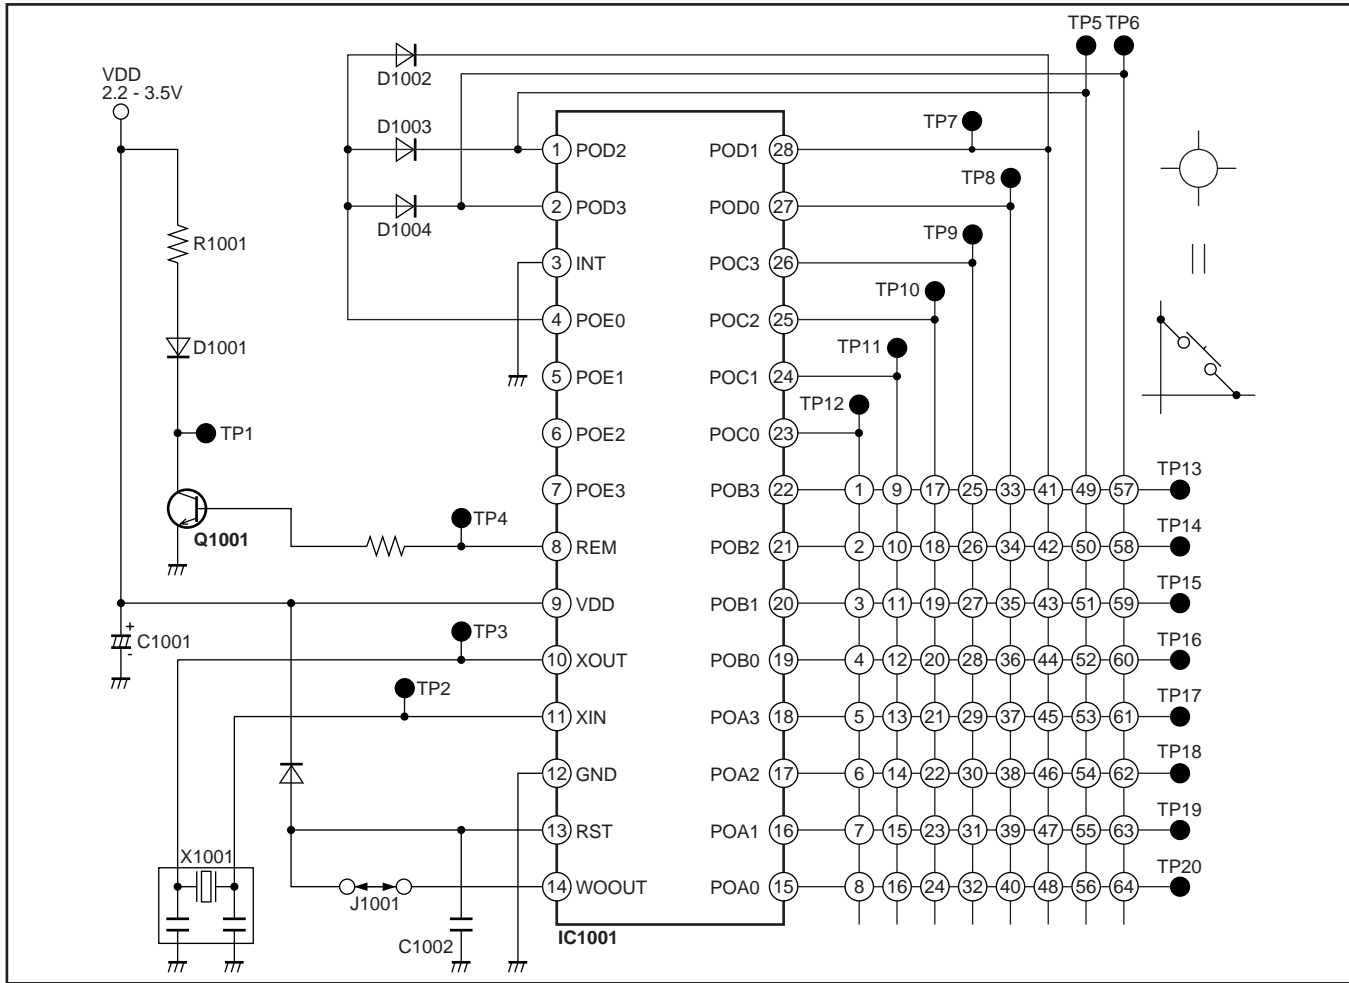 TP5 TP6
VDD
2.2 - 3.5V
D1002
D1003
D1004
TP7
TP8
TP9
TP10
TP11
TP12
R1001
D1001
TP1
Q1001
TP4
TP3
TP2
C1001
+
-
X1001
J1001
C1002
IC1001
1 POD2 POD1 28
2 POD3 POD0 27
3 INT POC3 26
4 POE0 POC2 25
5 POE1 POC1 24
6 POE2 POC0 23
7 POE3 POB3 22 1 9 17 25 33 41 49 57 TP13
8 REM POB2 21 2 10 18 26 34 42 50 58 TP14
9 VDD POB1 20 3 11 19 27 35 43 51 59 TP15
10 XOUT POB0 19 4 12 20 28 36 44 52 60 TP16
11 XIN POA3 18 5 13 21 29 37 45 53 61 TP17
12 GND POA2 17 6 14 22 30 38 46 54 62 TP18
13 RST POA1 16 7 15 23 31 39 47 55 63 TP19
14 WOOUT POA0 15 8 16 24 32 40 48 56 64 TP20